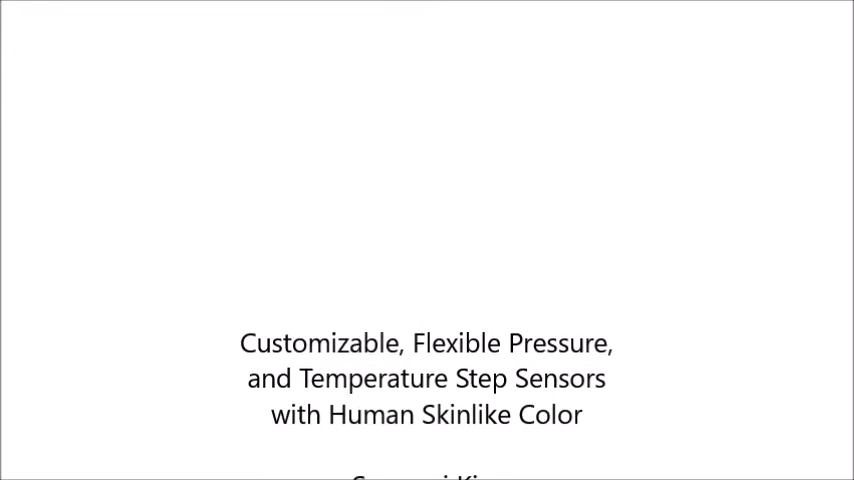 Customizable, Flexible Pressure,
and Temperature Step Sensors
with Human Skinlike Color